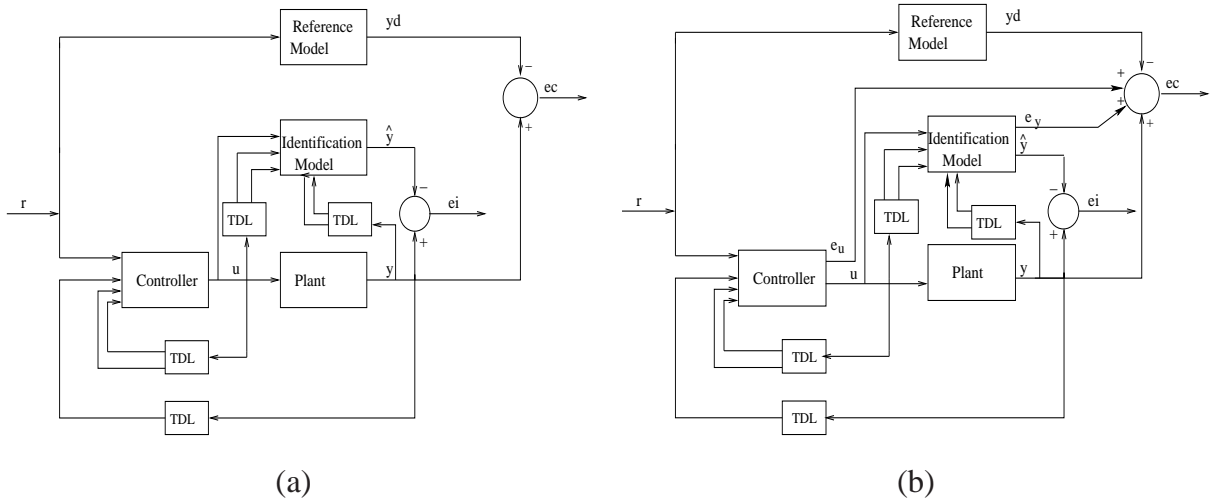 yd
Reference
Model
−
ec
+
ŷ
Identification
Model
−
r
TDL
TDL
ei
+
u
y
Controller
Plant
TDL
TDL
(a)
yd
Reference
Model
−
+
ec
+
e y
+
ŷ
Identification
Model
−
r
TDL
TDL
ei
+
e u
u
y
Controller
Plant
TDL
TDL
(b)